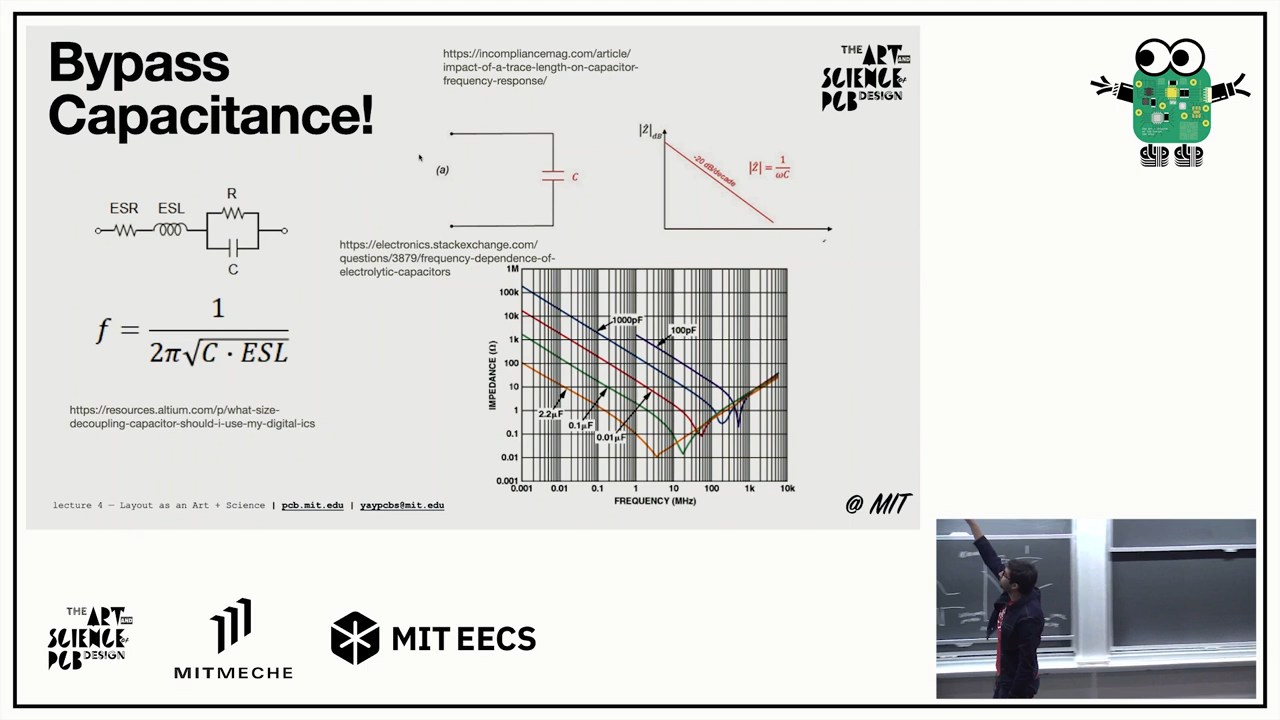 Bypass
Capacitance!
https://incompliancemag.com/article/
impact-of-a-trace-length-on-capacitor-
frequency-response/
THE ART AND
SCIENCE of
PCB DESIGN
(a)
C
|Ẑ|dB
-20 dB/decade
|Ẑ| = 1/ωC
ESR ESL R
C
f = 1/2π√C · ESL
https://electronics.stackexchange.com/
questions/3879/frequency-dependence-of-
electrolytic-capacitors
https://resources.altium.com/p/what-size-
decoupling-capacitor-should-i-use-my-digital-ics
IMPEDANCE (Ω)
1M
100k
10k
1k
100
10
1
0.1
0.01
0.001
1000pF
100pF
2.2µF
0.1µF
0.01µF
0.001 0.01 0.1 1 10 100 1k 10k
FREQUENCY (MHz)
lecture 4 — Layout as an Art + Science | pcb.mit.edu | yaypcbs@mit.edu
@ MIT
THE ART AND
SCIENCE of
PCB DESIGN
MITMECHE
MIT EECS